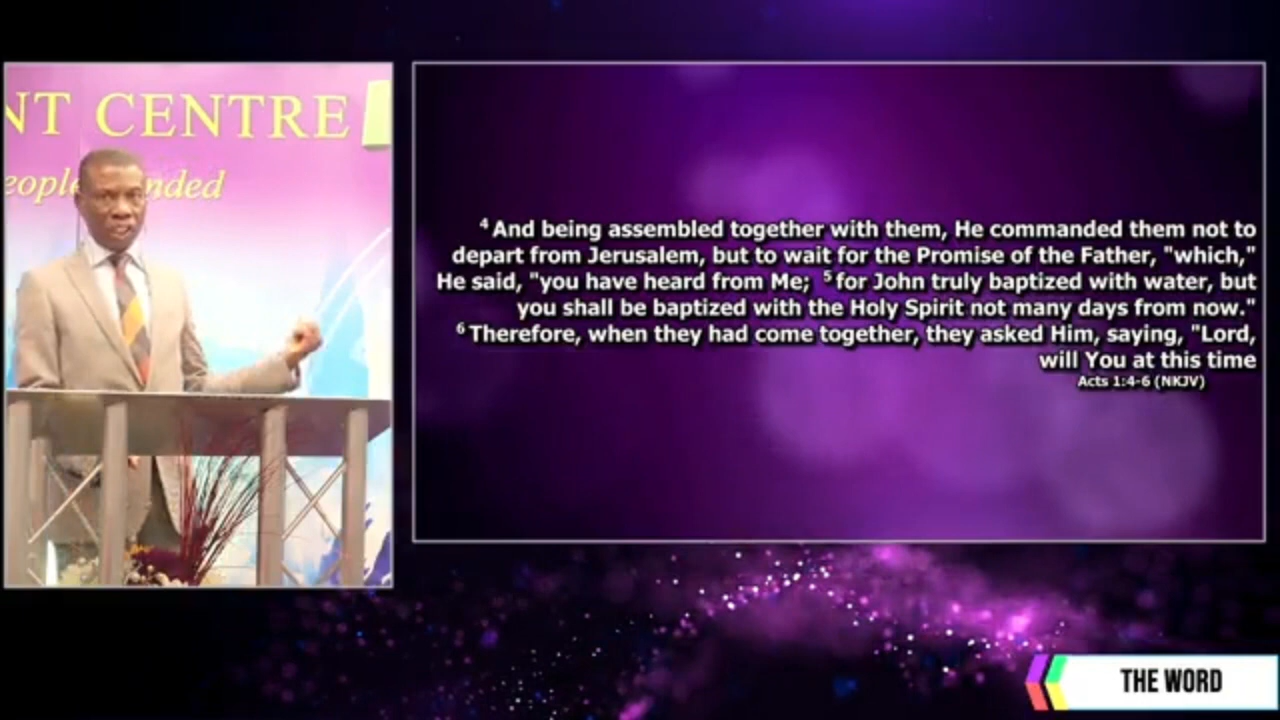 NT CENTRE
eople nded
⁴ And being assembled together with them, He commanded them not to
depart from Jerusalem, but to wait for the Promise of the Father, "which,"
He said, "you have heard from Me; ⁵ for John truly baptized with water, but
you shall be baptized with the Holy Spirit not many days from now."
⁶ Therefore, when they had come together, they asked Him, saying, "Lord,
will You at this time
Acts 1:4-6 (NKJV)
THE WORD